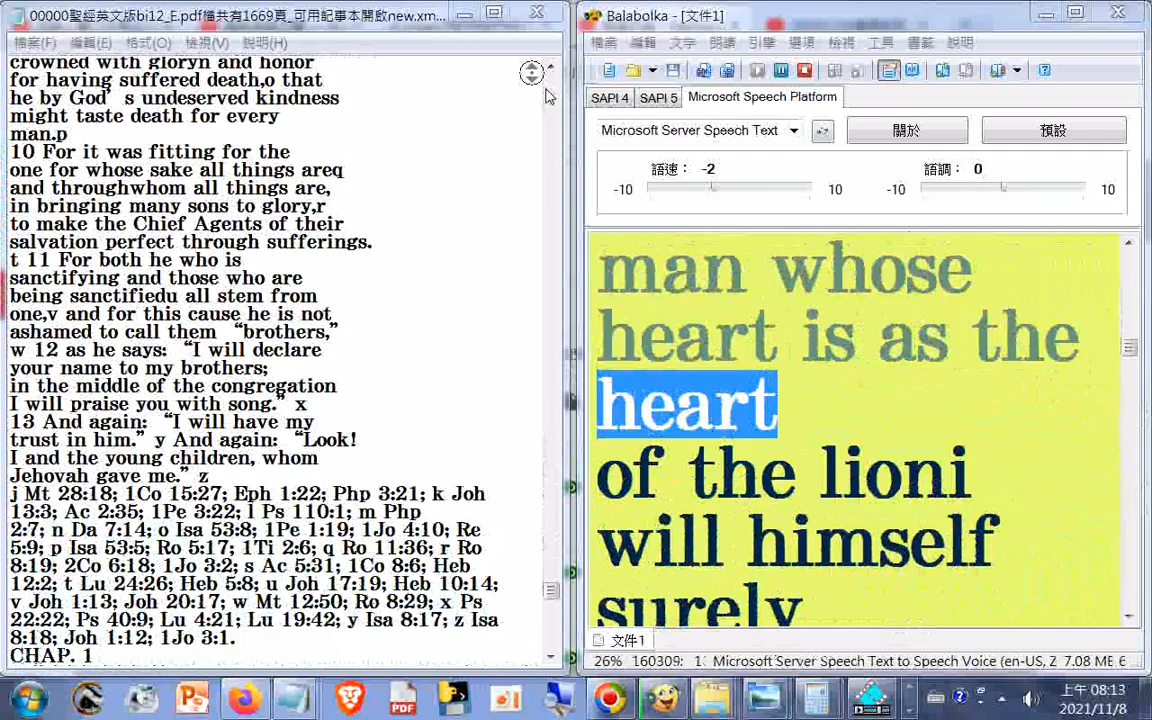 00000聖經英文版bi12_E.pdf檔共有1669頁_可用記事本開啟new.xm...
檔案(F) 編輯(E) 格式(O) 檢視(V) 說明(H)
crowned with gloryn and honor
for having suffered death,o that
he by God's undeserved kindness
might taste death for every
man.p
10 For it was fitting for the
one for whose sake all things areq
and throughwhom all things are,
in bringing many sons to glory,r
to make the Chief Agents of their
salvation perfect through sufferings.
t 11 For both he who is
sanctifying and those who are
being sanctifiedu all stem from
one,v and for this cause he is not
ashamed to call them “brothers,”
w 12 as he says: “I will declare
your name to my brothers;
in the middle of the congregation
I will praise you with song.” x
13 And again: “I will have my
trust in him.” y And again: “Look!
I and the young children, whom
Jehovah gave me.” z
j Mt 28:18; 1Co 15:27; Eph 1:22; Php 3:21; k Joh
13:3; Ac 2:35; 1Pe 3:22; l Ps 110:1; m Php
2:7; n Da 7:14; o Isa 53:8; 1Pe 1:19; 1Jo 4:10; Re
5:9; p Isa 53:5; Ro 5:17; 1Ti 2:6; q Ro 11:36; r Ro
8:19; 2Co 6:18; 1Jo 3:2; s Ac 5:31; 1Co 8:6; Heb
12:2; t Lu 24:26; Heb 5:8; u Joh 17:19; Heb 10:14;
v Joh 1:13; Joh 20:17; w Mt 12:50; Ro 8:29; x Ps
22:22; Ps 40:9; Lu 4:21; Lu 19:42; y Isa 8:17; z Isa
8:18; Joh 1:12; 1Jo 3:1.
CHAP. 1
Balabolka - [文件1]
檔案 編輯 文字 朗讀 引擎 選項 檢視 工具 書籤 說明
SAPI 4 SAPI 5 Microsoft Speech Platform
Microsoft Server Speech Text 關於 預設
語速： -2 語調： 0
-10 10 -10 10
man whose
heart is as the
heart
of the lioni
will himself
surely
文件1
26% 160309: 1 Microsoft Server Speech Text to Speech Voice (en-US, Z 7.08 MB 6
PDF
上午 08:13
2021/11/8